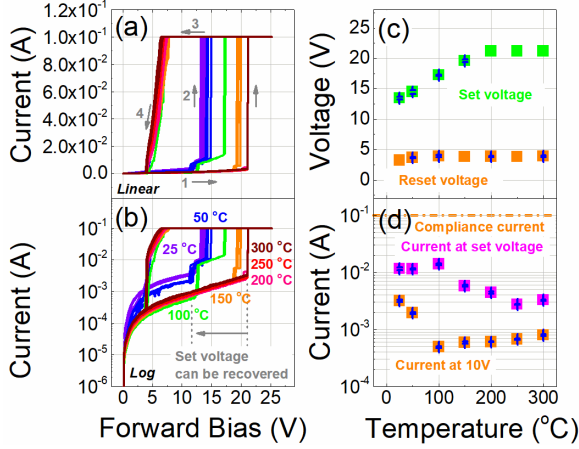 (a)
Current (A)
1.2x10⁻¹
1.0x10⁻¹
8.0x10⁻²
6.0x10⁻²
4.0x10⁻²
2.0x10⁻²
0.0
3
2
4
1
Linear
(b)
Current (A)
10⁻¹
10⁻²
10⁻³
10⁻⁴
10⁻⁵
10⁻⁶
50 °C
25 °C
300 °C
250 °C
200 °C
150 °C
100 °C
Set voltage
can be recovered
Log
0 5 10 15 20 25
Forward Bias (V)
(c)
Voltage (V)
25
20
15
10
5
0
Set voltage
Reset voltage
(d)
Current (A)
10⁻¹
10⁻²
10⁻³
10⁻⁴
Compliance current
Current at set voltage
Current at 10V
0 50 100 150 200 250 300
Temperature (°C)